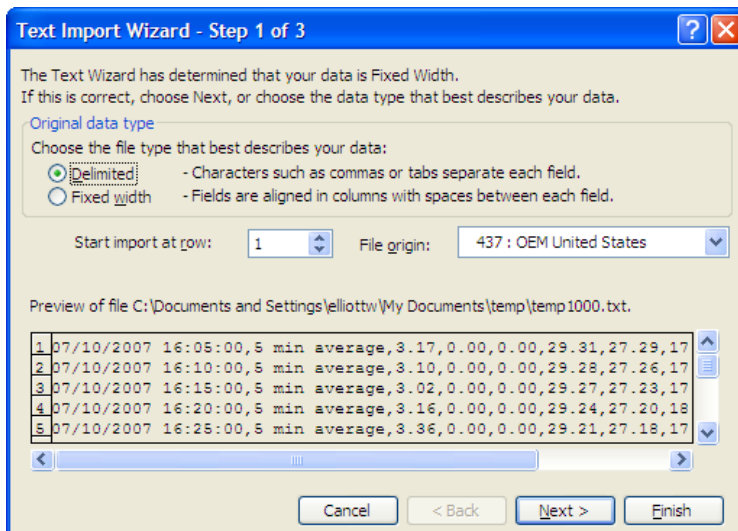 Text Import Wizard - Step 1 of 3
The Text Wizard has determined that your data is Fixed Width.
If this is correct, choose Next, or choose the data type that best describes your data.
Original data type
Choose the file type that best describes your data:
Delimited - Characters such as commas or tabs separate each field.
Fixed width - Fields are aligned in columns with spaces between each field.
Start import at row: 1 File origin: 437 : OEM United States
Preview of file C:\Documents and Settings\elliottw\My Documents\temp\temp1000.txt.
1 07/10/2007 16:05:00,5 min average,3.17,0.00,0.00,29.31,27.29,17
2 07/10/2007 16:10:00,5 min average,3.10,0.00,0.00,29.28,27.26,17
3 07/10/2007 16:15:00,5 min average,3.02,0.00,0.00,29.27,27.23,17
4 07/10/2007 16:20:00,5 min average,3.16,0.00,0.00,29.24,27.20,18
5 07/10/2007 16:25:00,5 min average,3.36,0.00,0.00,29.21,27.18,17
Cancel < Back Next > Finish